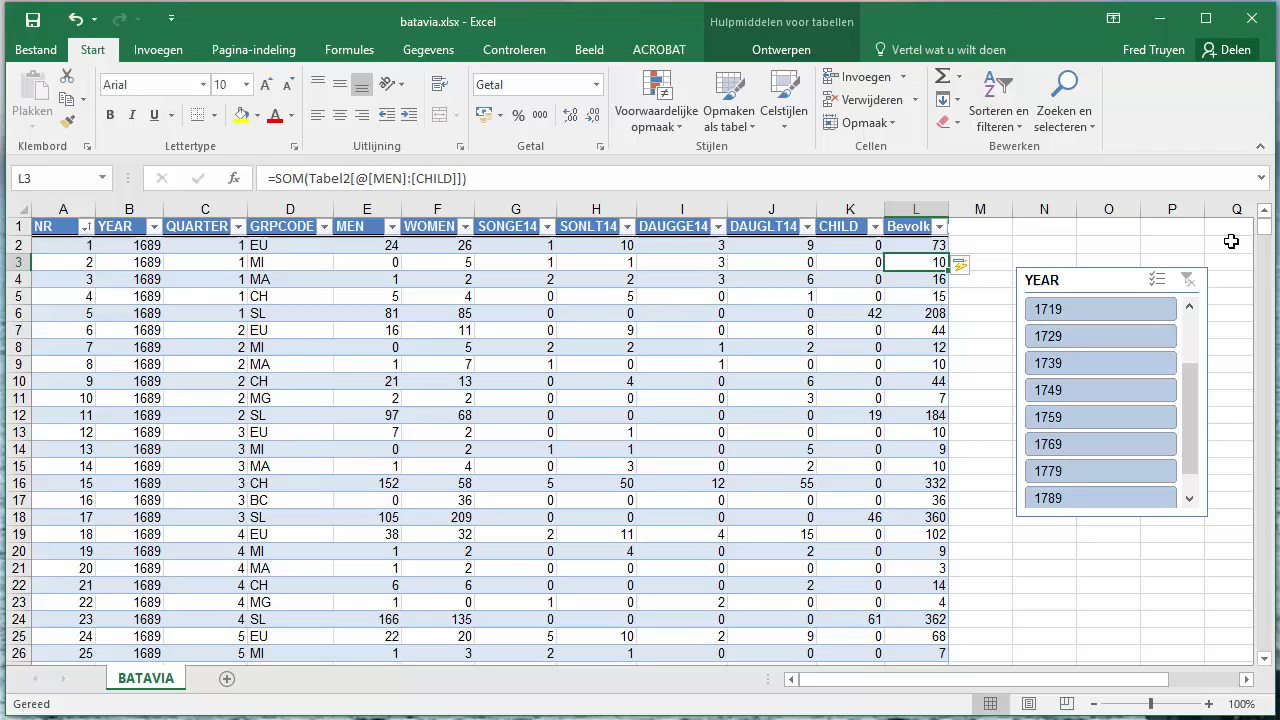 batavia.xlsx - Excel
Hulpmiddelen voor tabellen
Bestand Start Invoegen Pagina-indeling Formules Gegevens Controleren Beeld ACROBAT Ontwerpen Vertel wat u wilt doen Fred Truyen Delen
Plakken
Arial 10
B I U
Getal
% 000
Voorwaardelijke opmaak
Opmaken als tabel
Celstijlen
Invoegen
Verwijderen
Opmaak
Sorteren en filteren
Zoeken en selecteren
Klembord Lettertype Uitlijning Getal Stijlen Cellen Bewerken
L3 fx =SOM(Tabel2[@[MEN]:[CHILD]])
A B C D E F G H I J K L M N O P Q
1 NR YEAR QUARTER GRPCODE MEN WOMEN SONGE14 SONLT14 DAUGGE14 DAUGLT14 CHILD Bevolk
2 1 1689 1 EU 24 26 1 10 3 9 0 73
3 2 1689 1 MI 0 5 1 1 3 0 0 10
4 3 1689 1 MA 1 2 2 2 3 6 0 16
5 4 1689 1 CH 5 4 0 5 0 1 0 15
6 5 1689 1 SL 81 85 0 0 0 0 42 208
7 6 1689 2 EU 16 11 0 9 0 8 0 44
8 7 1689 2 MI 0 5 2 2 1 2 0 12
9 8 1689 2 MA 1 7 1 0 1 0 0 10
10 9 1689 2 CH 21 13 0 4 0 6 0 44
11 10 1689 2 MG 2 2 0 0 0 3 0 7
12 11 1689 2 SL 97 68 0 0 0 0 19 184
13 12 1689 3 EU 7 2 0 1 0 0 0 10
14 13 1689 3 MI 0 2 1 1 0 5 0 9
15 14 1689 3 MA 1 4 0 3 0 2 0 10
16 15 1689 3 CH 152 58 5 50 12 55 0 332
17 16 1689 3 BC 0 36 0 0 0 0 0 36
18 17 1689 3 SL 105 209 0 0 0 0 46 360
19 18 1689 4 EU 38 32 2 11 4 15 0 102
20 19 1689 4 MI 1 2 0 4 0 2 0 9
21 20 1689 4 MA 1 2 0 0 0 0 0 3
22 21 1689 4 CH 6 6 0 0 0 2 0 14
23 22 1689 4 MG 1 0 1 0 2 0 0 4
24 23 1689 4 SL 166 135 0 0 0 0 61 362
25 24 1689 5 EU 22 20 5 10 2 9 0 68
26 25 1689 5 MI 1 3 2 1 0 0 0 7
YEAR
1719
1729
1739
1749
1759
1769
1779
1789
BATAVIA
Gereed
100%